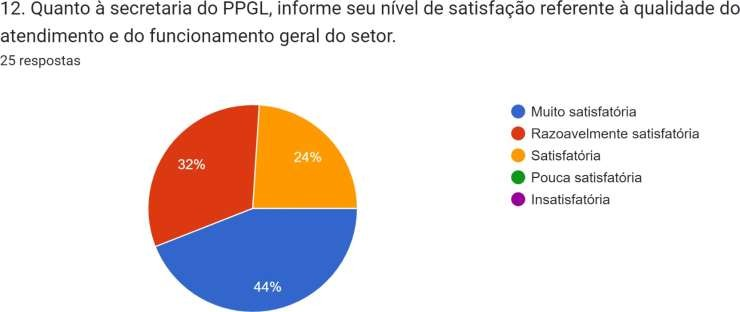 12. Quanto à secretaria do PPGL, informe seu nível de satisfação referente à qualidade do
atendimento e do funcionamento geral do setor.
25 respostas
Muito satisfatória
Razoavelmente satisfatória
Satisfatória
Pouca satisfatória
Insatisfatória
32%
24%
44%